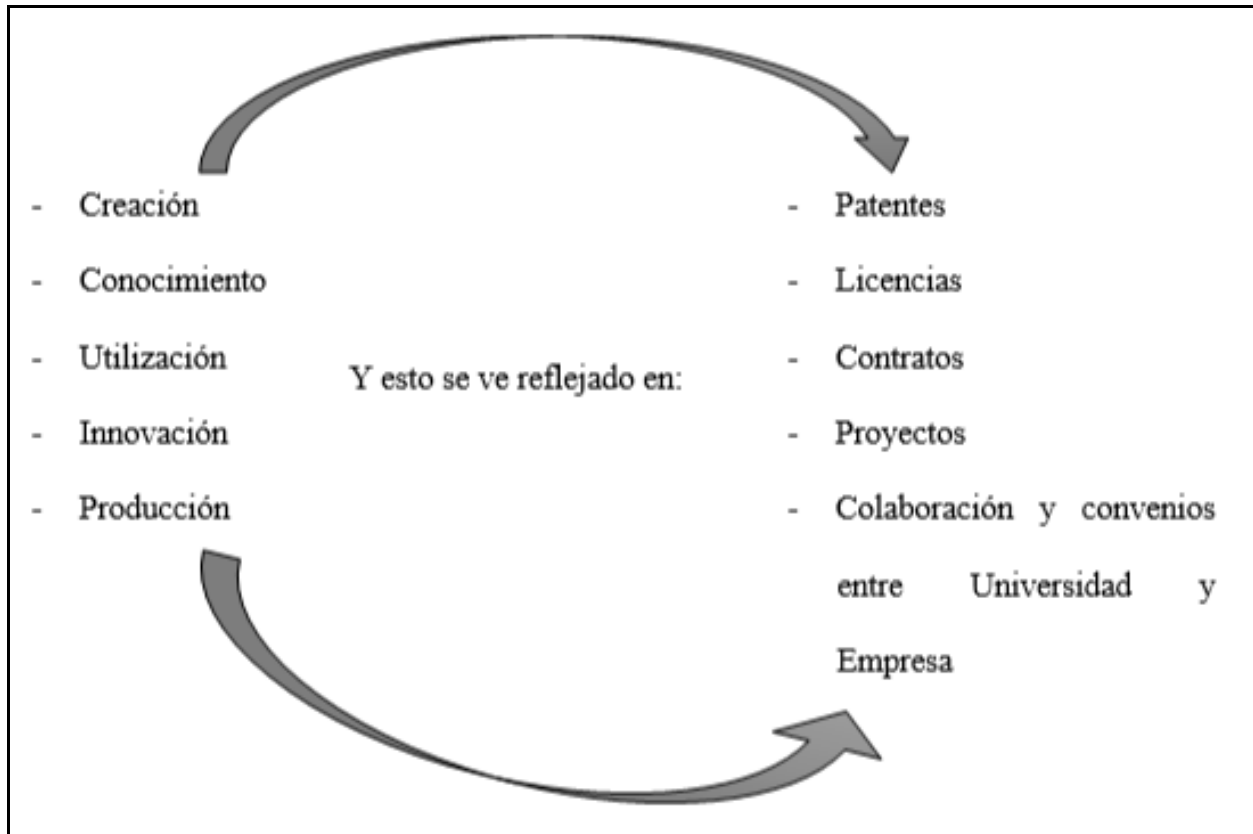 - Creación
- Conocimiento
- Utilización
- Innovación
- Producción
Y esto se ve reflejado en:
- Patentes
- Licencias
- Contratos
- Proyectos
- Colaboración y convenios
entre Universidad y
Empresa